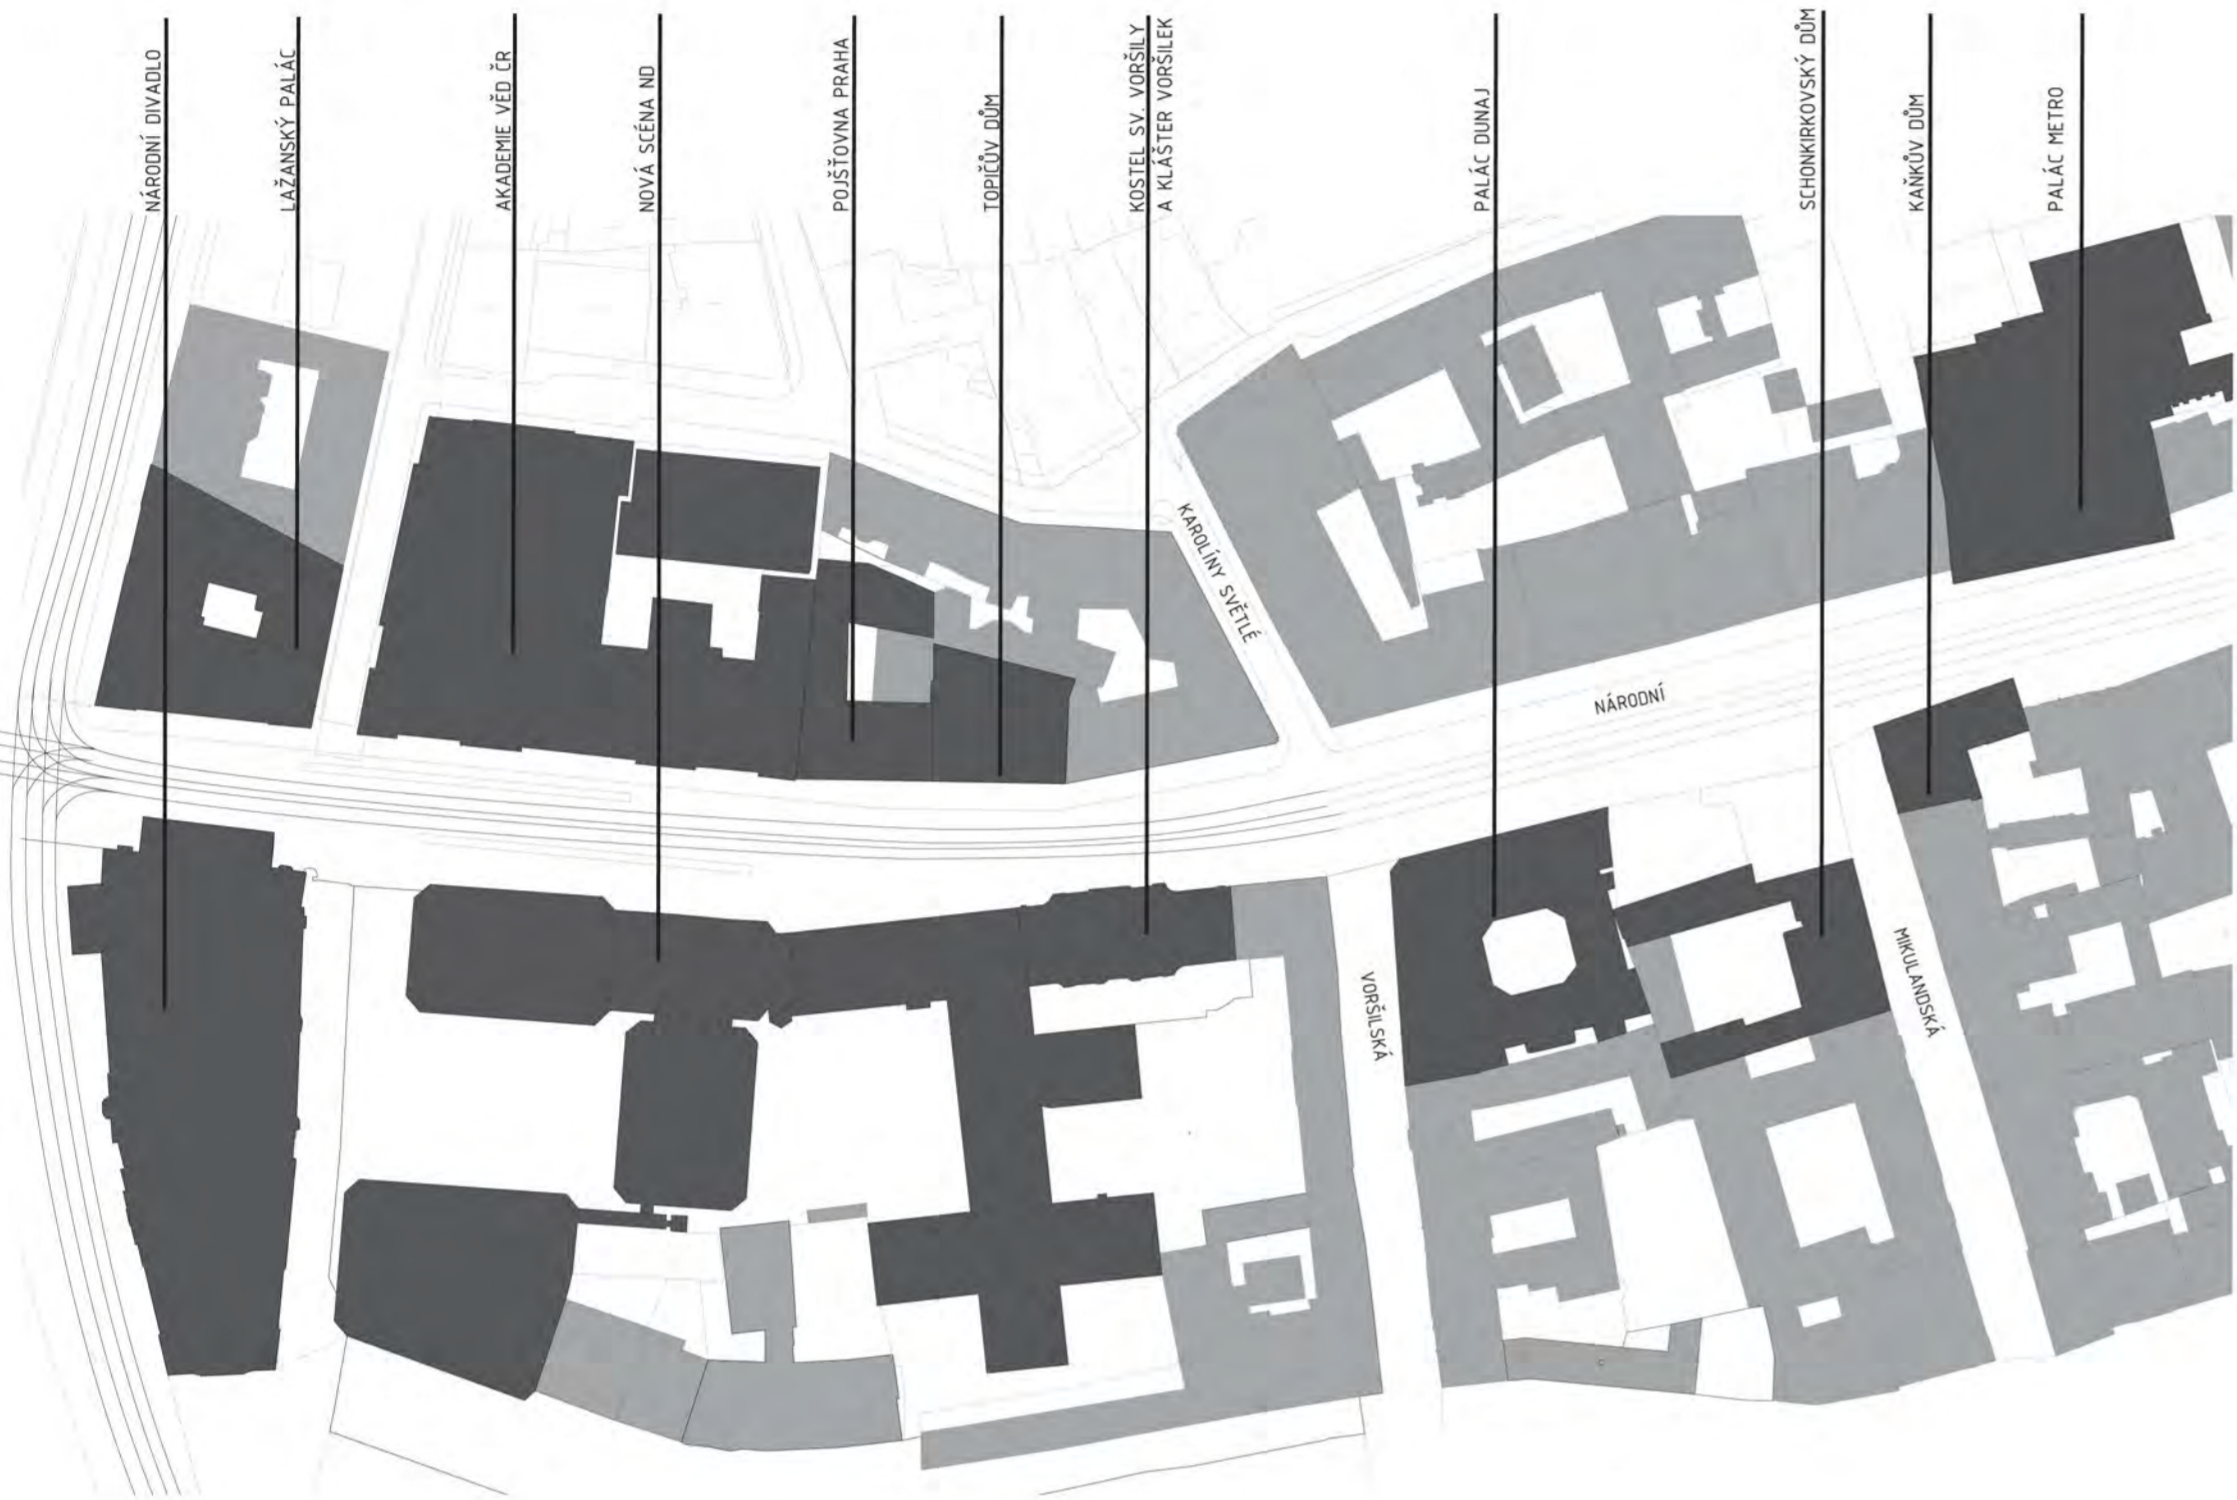 NÁRODNÍ DIVADLO
LAŽANSKÝ PALÁC
AKADEMIE VĚD ČR
NOVÁ SCÉNA ND
POJŠŤOVNA PRAHA
TOPIČŮV DŮM
KOSTEL SV. VORŠILY
A KLÁŠTER VORŠILEK
PALÁC DUNAJ
SCHONKIRKOVSKÝ DŮM
KAŇKŮV DŮM
PALÁC METRO
KAROLÍNY SVĚTLÉ
NÁRODNÍ
VORŠILSKÁ
MIKULANDSKÁ